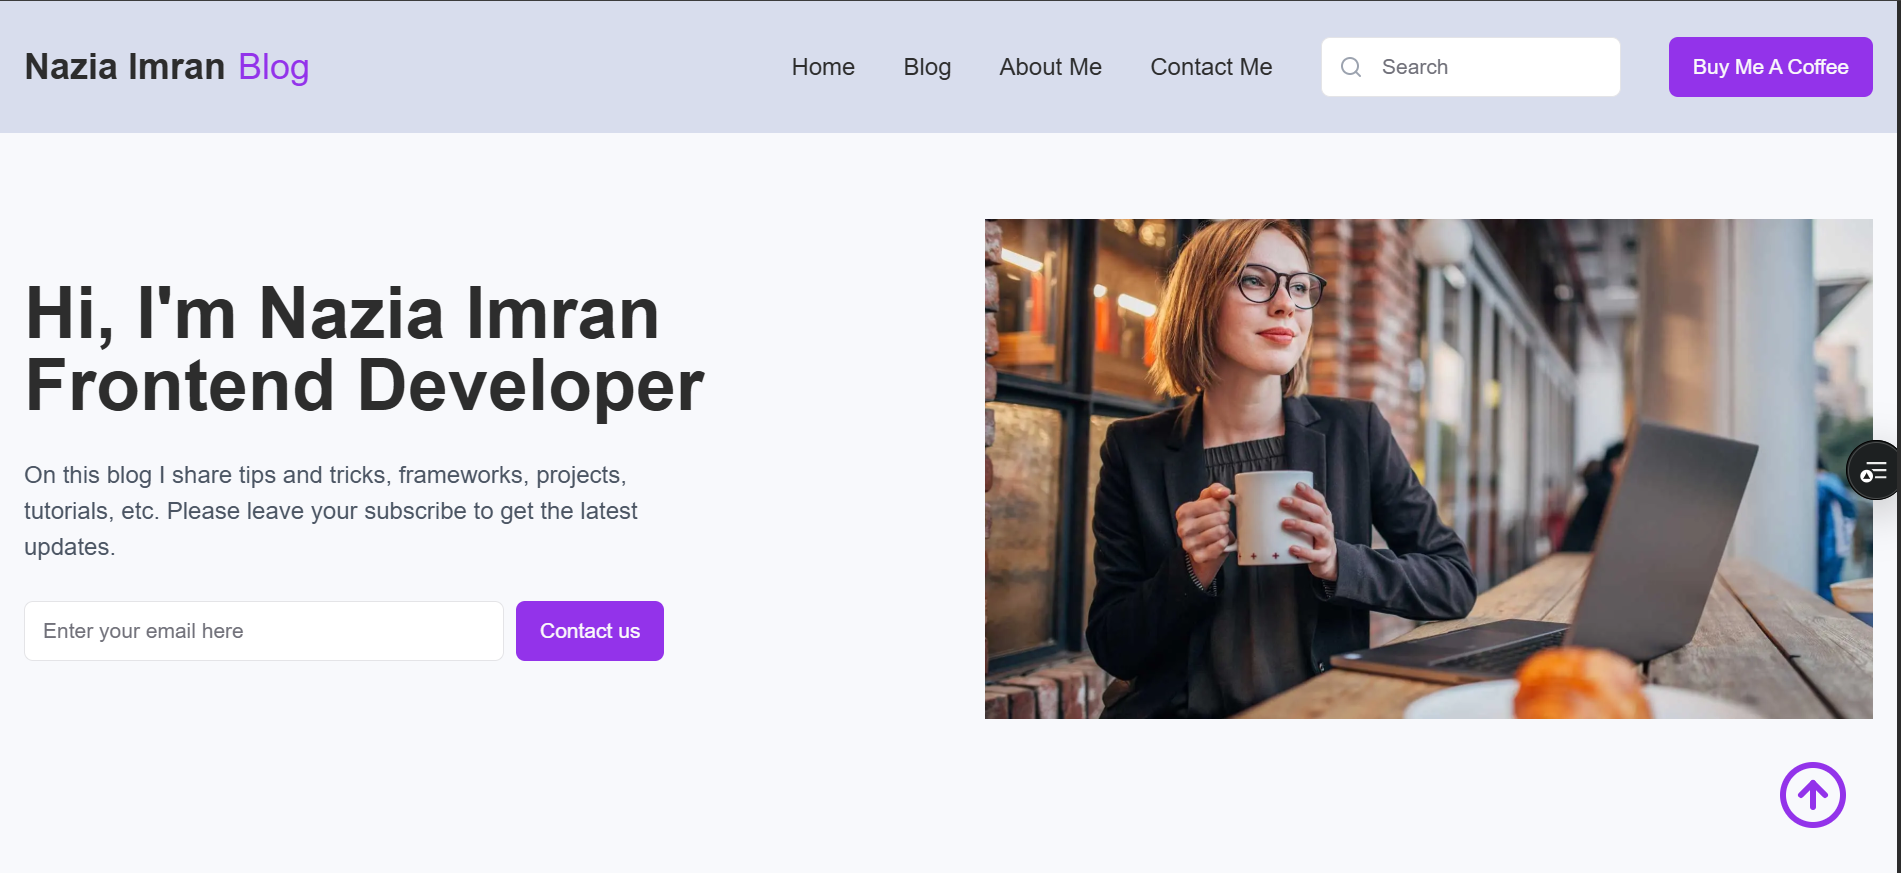 Nazia Imran Blog
Home
Blog
About Me
Contact Me
Search
Buy Me A Coffee
Hi, I'm Nazia Imran
Frontend Developer
On this blog I share tips and tricks, frameworks, projects,
tutorials, etc. Please leave your subscribe to get the latest
updates.
Enter your email here
Contact us